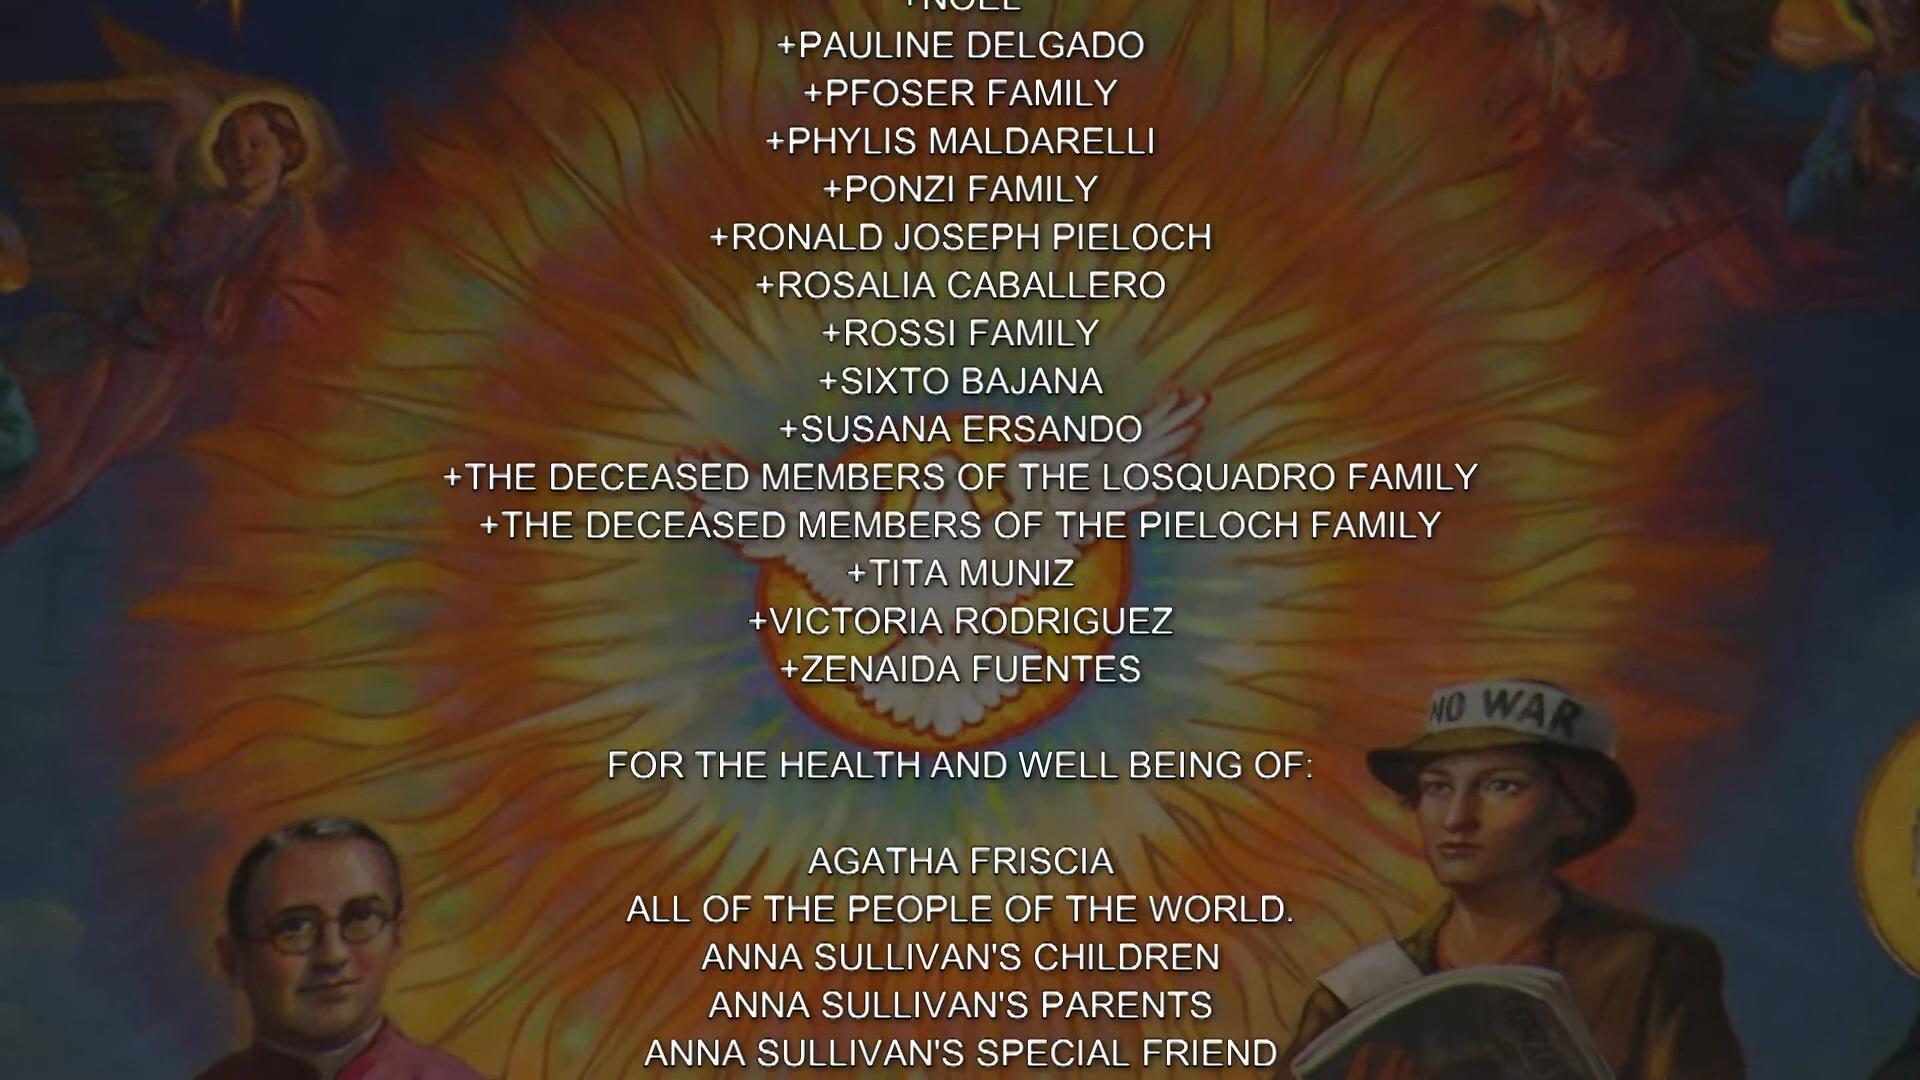 +NOEL
+PAULINE DELGADO
+PFOSER FAMILY
+PHYLIS MALDARELLI
+PONZI FAMILY
+RONALD JOSEPH PIELOCH
+ROSALIA CABALLERO
+ROSSI FAMILY
+SIXTO BAJANA
+SUSANA ERSANDO
+THE DECEASED MEMBERS OF THE LOSQUADRO FAMILY
+THE DECEASED MEMBERS OF THE PIELOCH FAMILY
+TITA MUNIZ
+VICTORIA RODRIGUEZ
+ZENAIDA FUENTES
NO WAR
FOR THE HEALTH AND WELL BEING OF:
AGATHA FRISCIA
ALL OF THE PEOPLE OF THE WORLD.
ANNA SULLIVAN'S CHILDREN
ANNA SULLIVAN'S PARENTS
ANNA SULLIVAN'S SPECIAL FRIEND